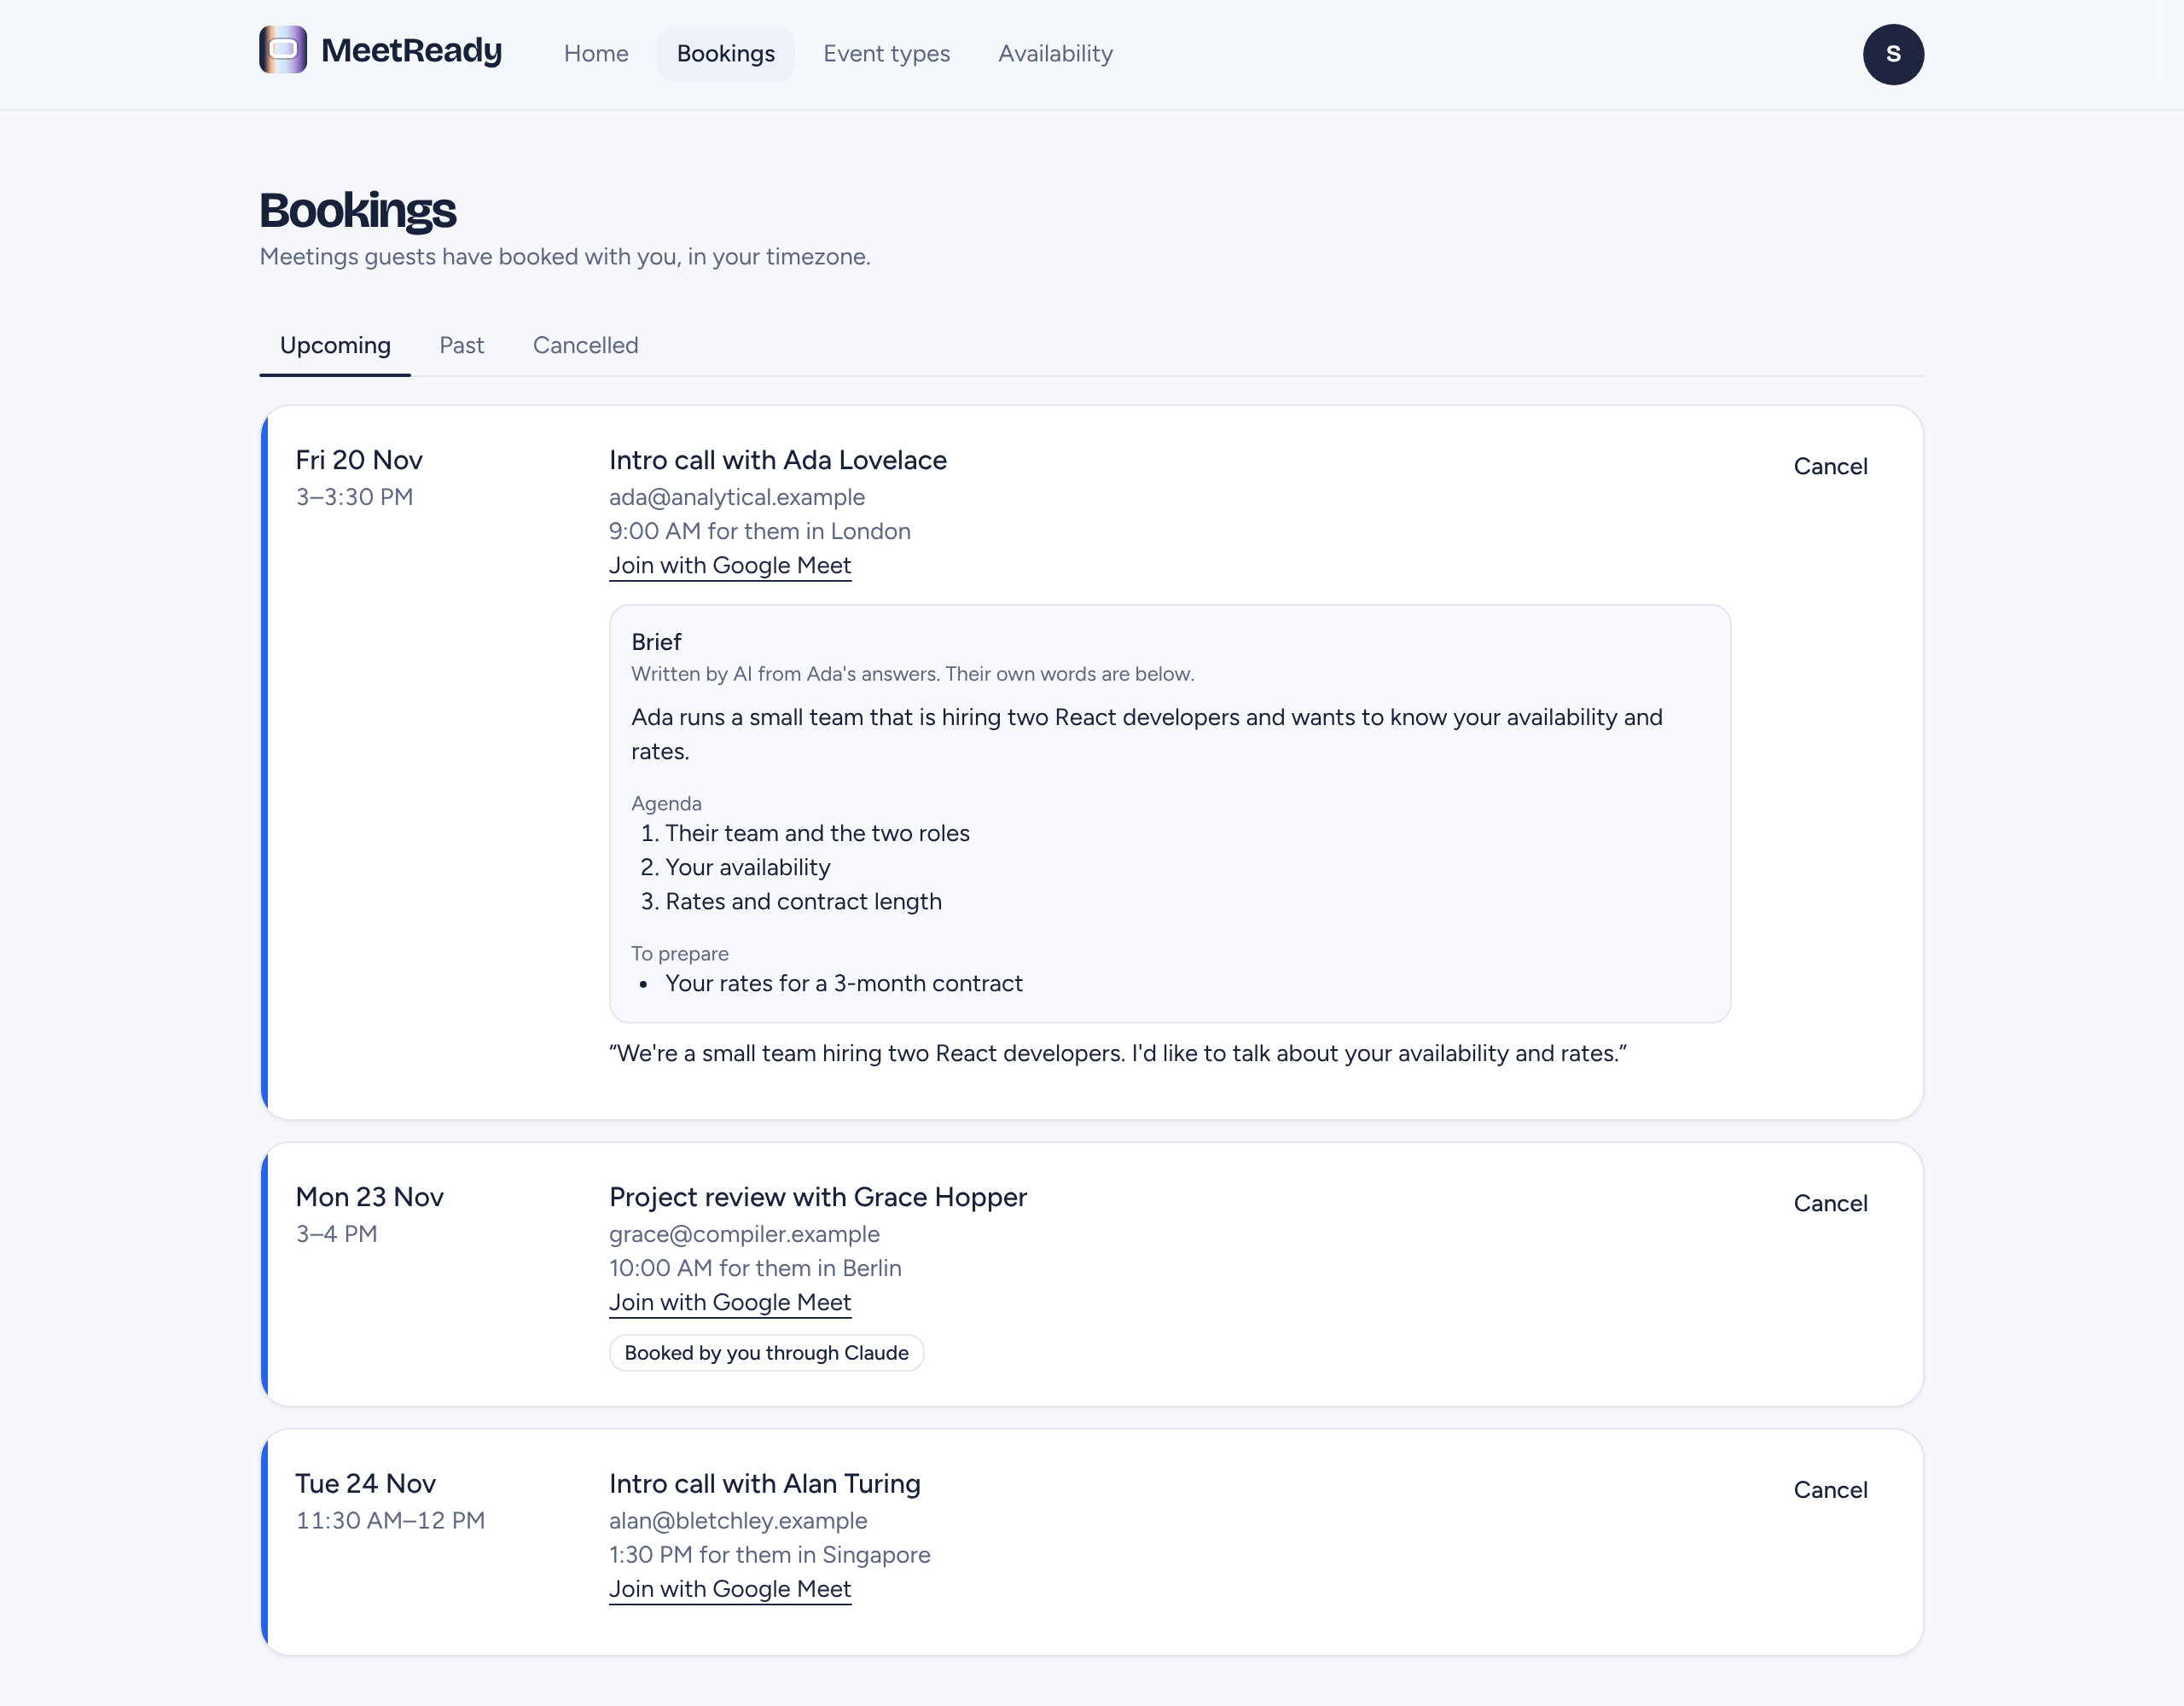 MeetReady
Home
Bookings
Event types
Availability
S
Bookings
Meetings guests have booked with you, in your timezone.
Upcoming
Past
Cancelled
Fri 20 Nov
3–3:30 PM
Intro call with Ada Lovelace
ada@analytical.example
9:00 AM for them in London
Join with Google Meet
Cancel
Brief
Written by AI from Ada's answers. Their own words are below.
Ada runs a small team that is hiring two React developers and wants to know your availability and
rates.
Agenda
1. Their team and the two roles
2. Your availability
3. Rates and contract length
To prepare
• Your rates for a 3-month contract
“We're a small team hiring two React developers. I'd like to talk about your availability and rates.”
Mon 23 Nov
3–4 PM
Project review with Grace Hopper
grace@compiler.example
10:00 AM for them in Berlin
Join with Google Meet
Booked by you through Claude
Cancel
Tue 24 Nov
11:30 AM–12 PM
Intro call with Alan Turing
alan@bletchley.example
1:30 PM for them in Singapore
Join with Google Meet
Cancel